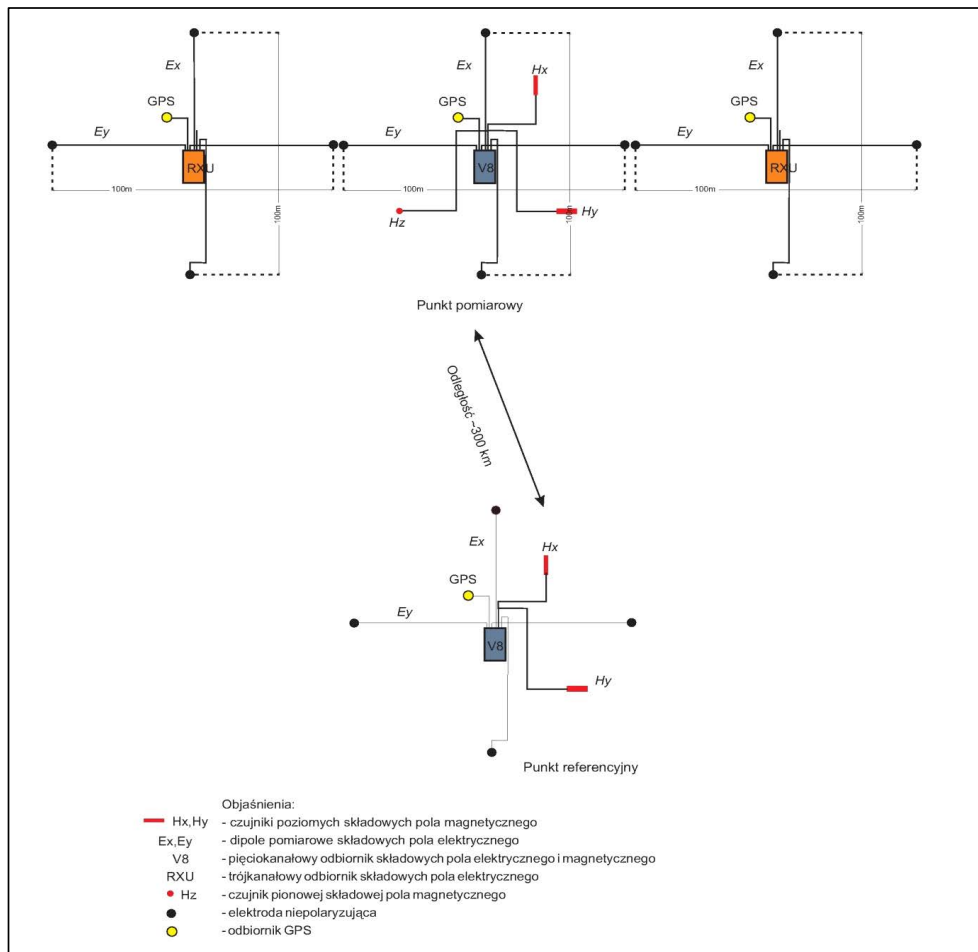 Ex
GPS
Ey
RXU
100m
100m
Ex
Hx
GPS
Ey
V8
100m
100m
Hz
Hy
Ex
GPS
Ey
RXU
100m
100m
Punkt pomiarowy
Odległość ~300 km
Ex
Hx
GPS
Ey
V8
Hy
Punkt referencyjny
Objaśnienia:
Hx,Hy - czujniki poziomych składowych pola magnetycznego
Ex,Ey - dipole pomiarowe składowych pola elektrycznego
V8 - pięciokanałowy odbiornik składowych pola elektrycznego i magnetycznego
RXU - trójkanałowy odbiornik składowych pola elektrycznego
Hz - czujnik pionowej składowej pola magnetycznego
- elektroda niepolaryzująca
- odbiornik GPS